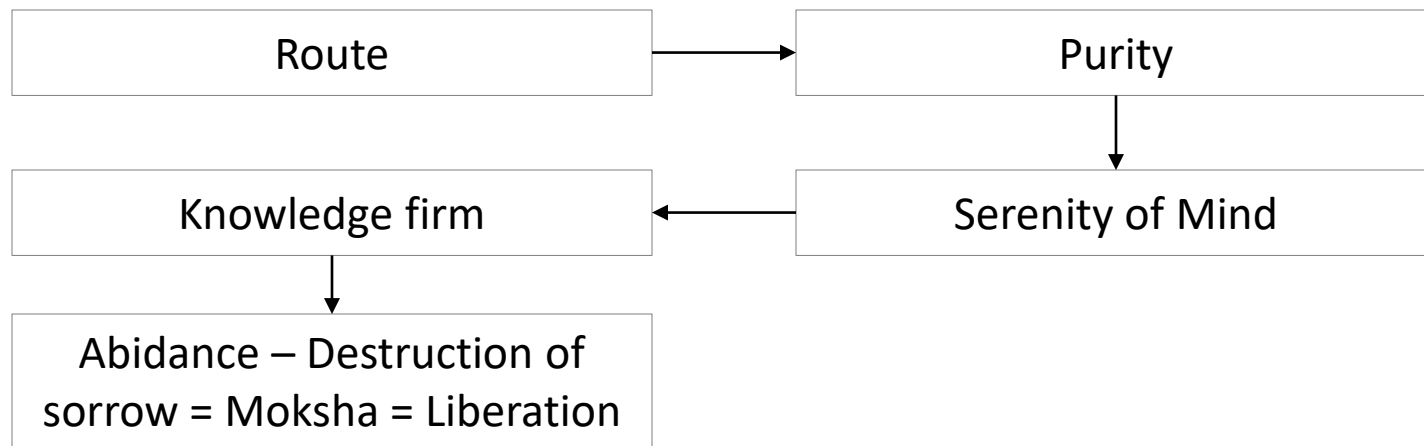 Route
Purity
Serenity of Mind
Knowledge firm
Abidance – Destruction of
sorrow = Moksha = Liberation